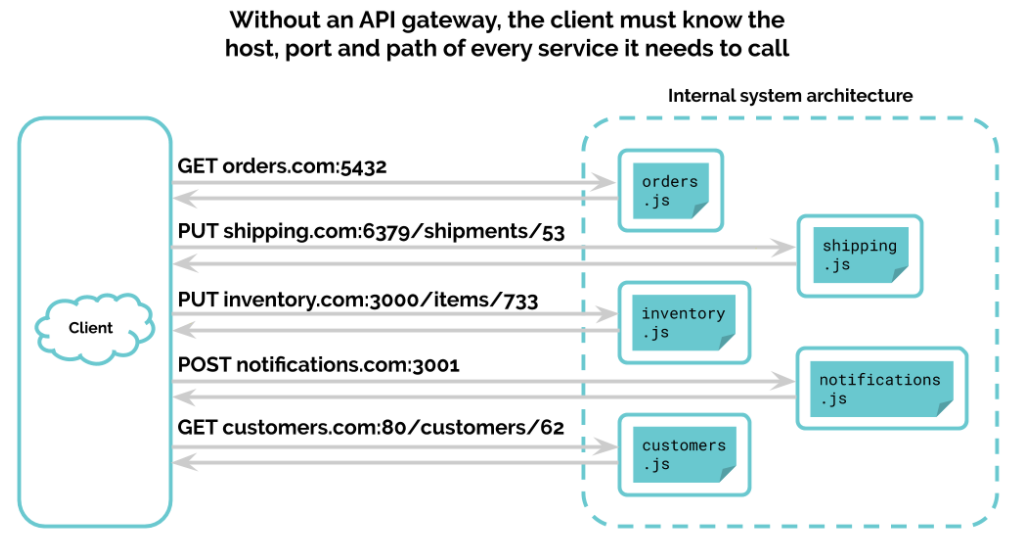 Without an API gateway, the client must know the
host, port and path of every service it needs to call
Internal system architecture
GET orders.com:5432
orders
.js
PUT shipping.com:6379/shipments/53
shipping
.js
PUT inventory.com:3000/items/733
inventory
.js
Client
POST notifications.com:3001
notifications
.js
GET customers.com:80/customers/62
customers
.js